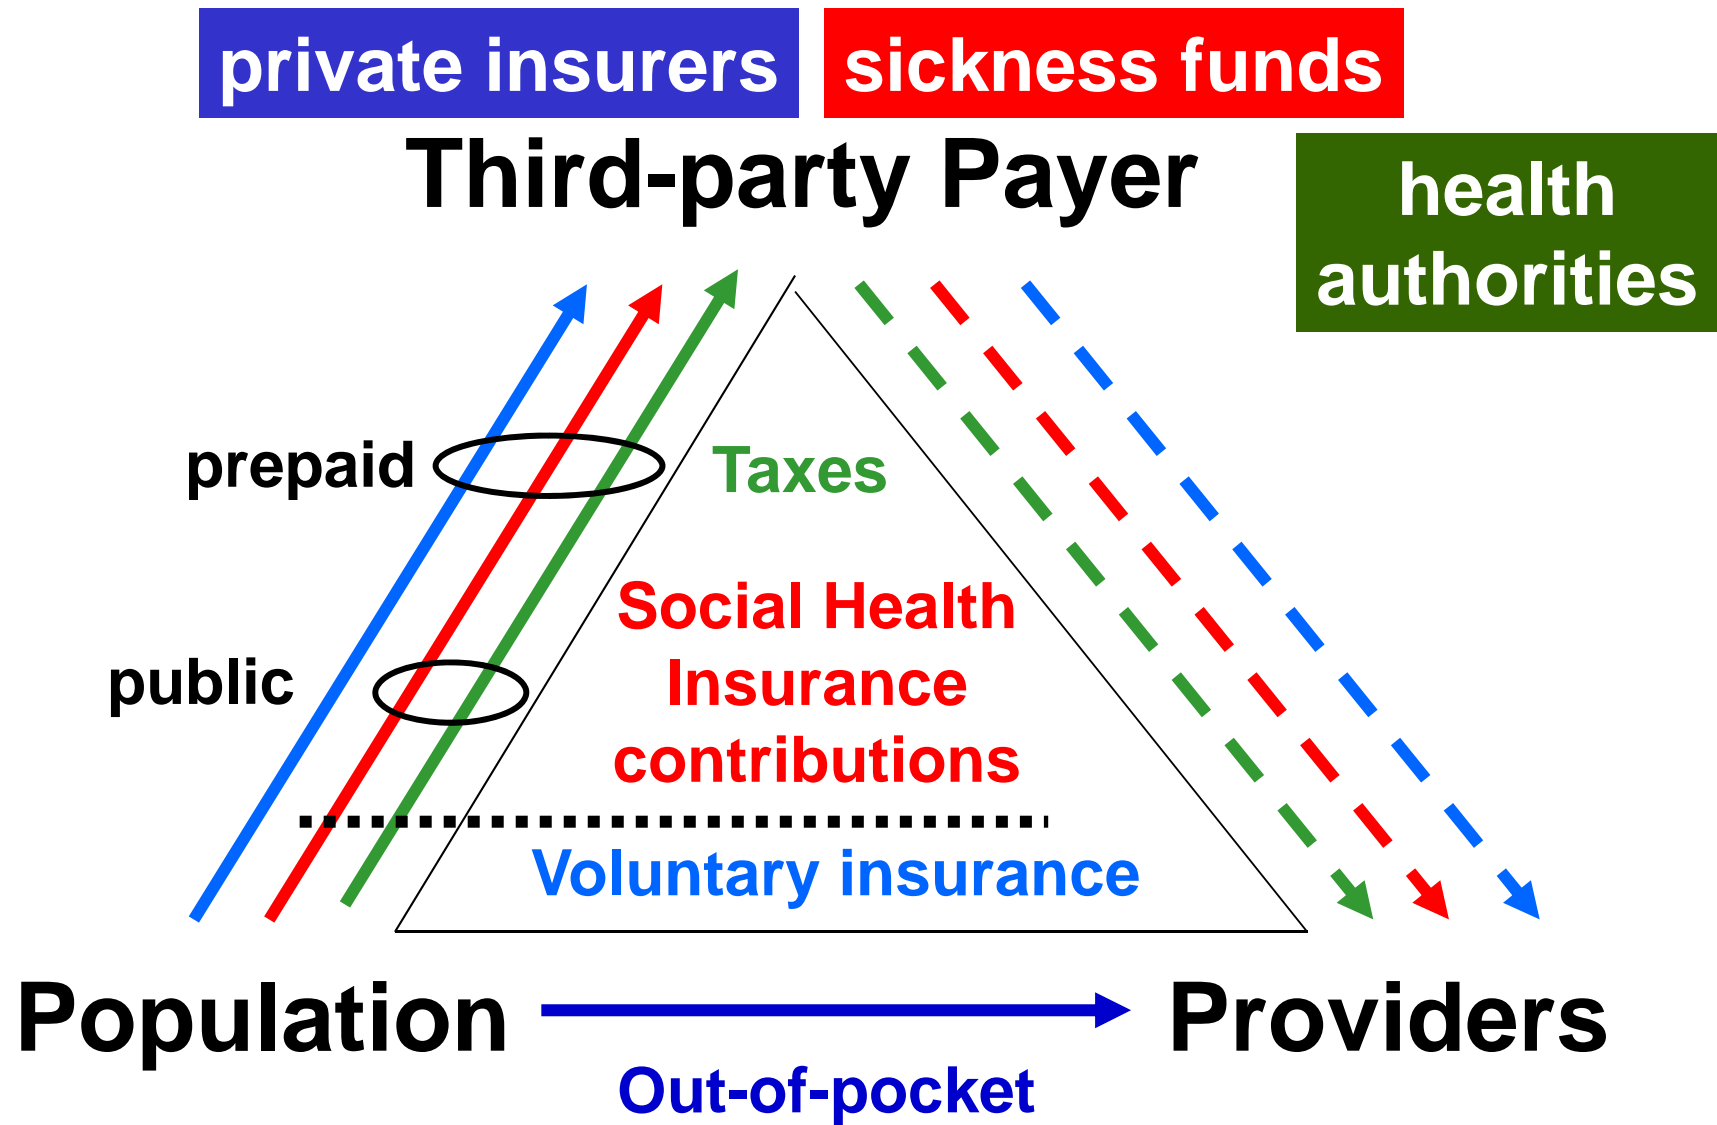 private insurers
sickness funds
Third-party Payer
health
authorities
prepaid
Taxes
Social Health
Insurance
contributions
public
Voluntary insurance
Population
Providers
Out-of-pocket